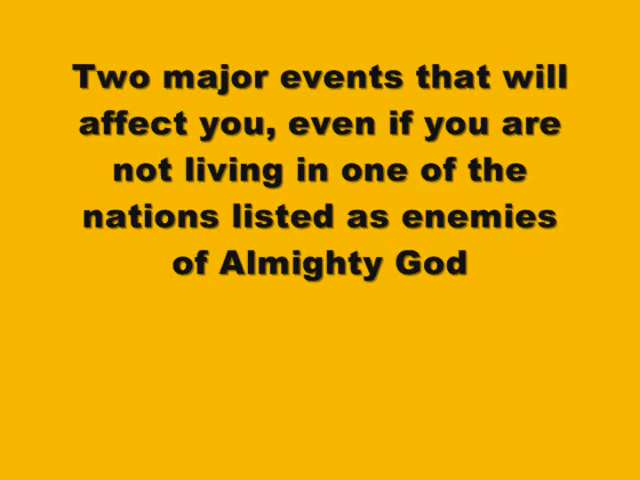 Two major events that will
affect you, even if you are
not living in one of the
nations listed as enemies
of Almighty God